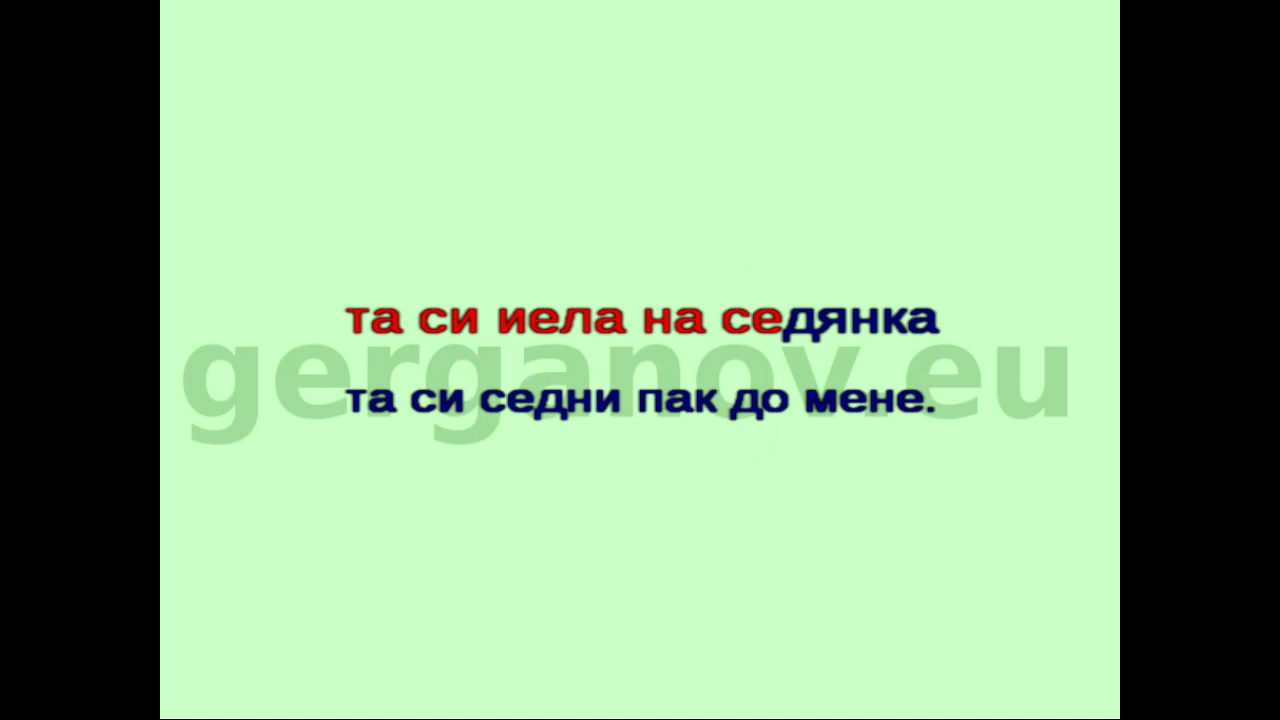 та си иела на седянка
gerganov.eu
та си седни пак до мене.